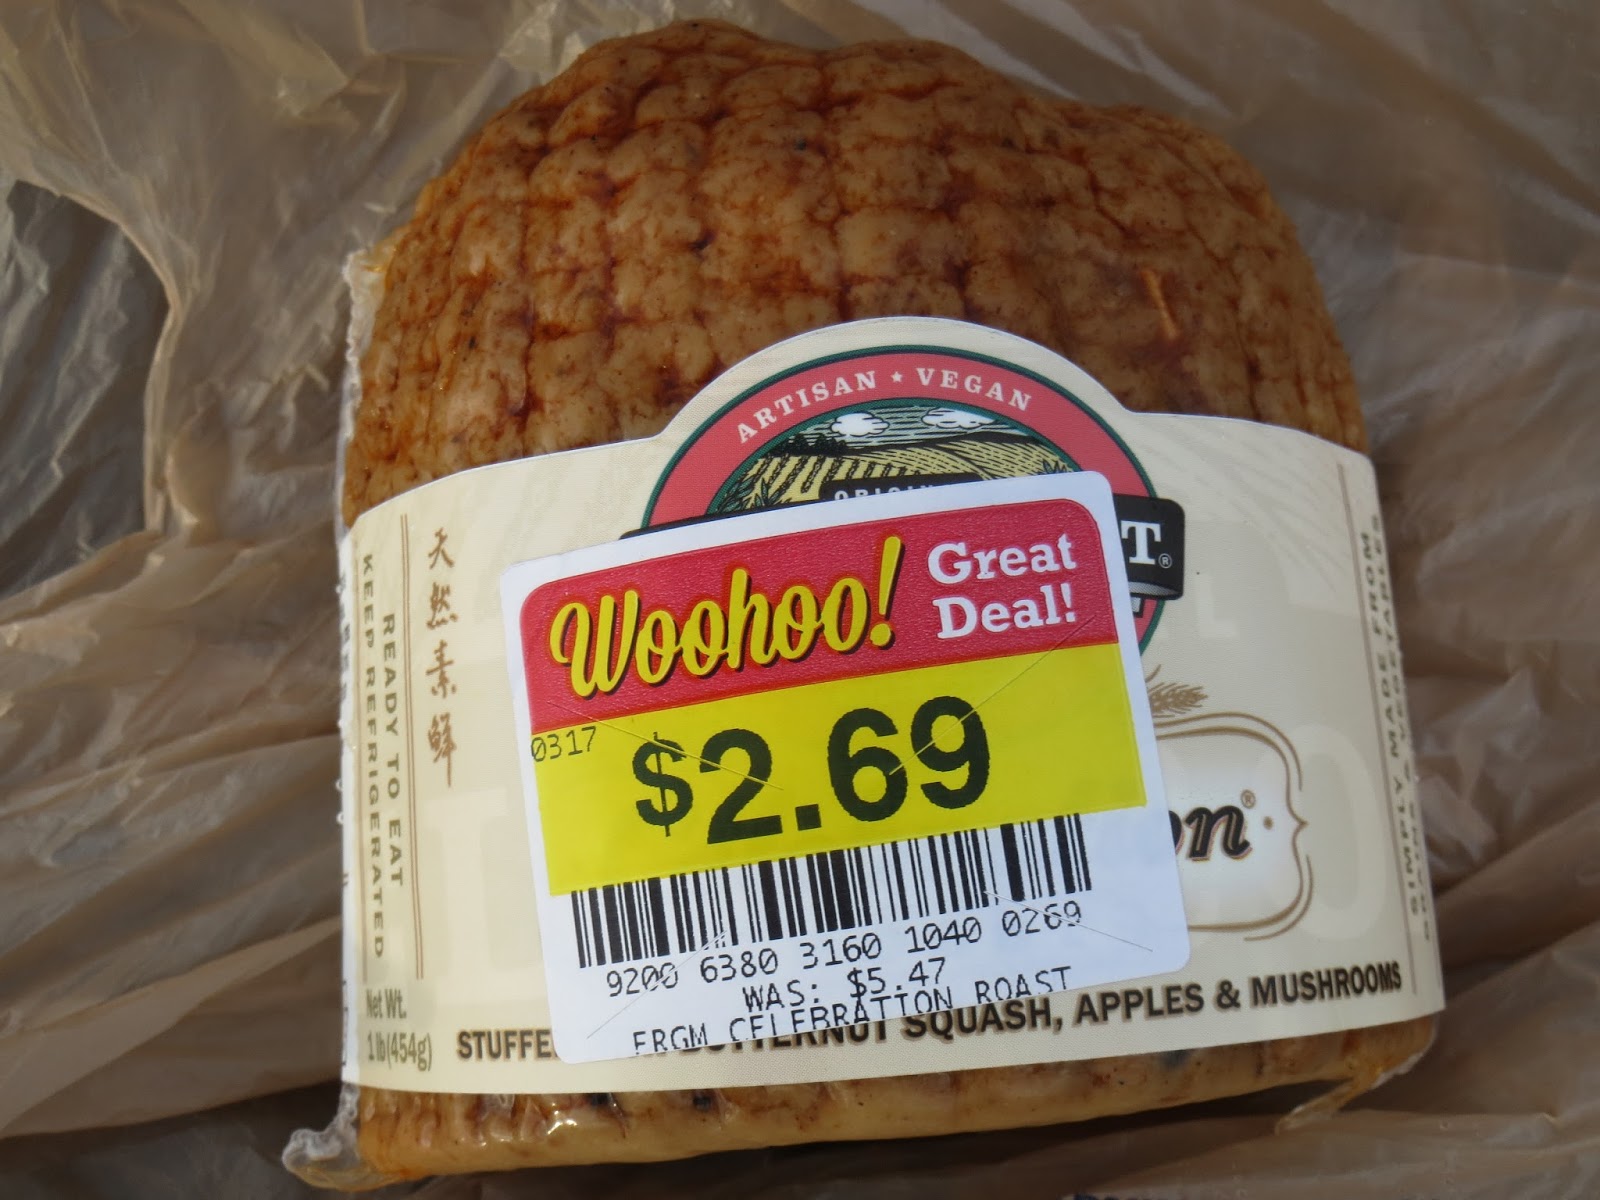 ARTISAN ★ VEGAN
T®
Woohoo! Great Deal!
0317
$2.69
9200 6380 3160 1040 0269
WAS: $5.47
FRGM CELEBRATION ROAST
on®
天然素鲜
READY TO EAT
KEEP REFRIGERATED
Net Wt.
1 lb (454g)
SQUASH, APPLES & MUSHROOMS
SIMPLY MADE FROM